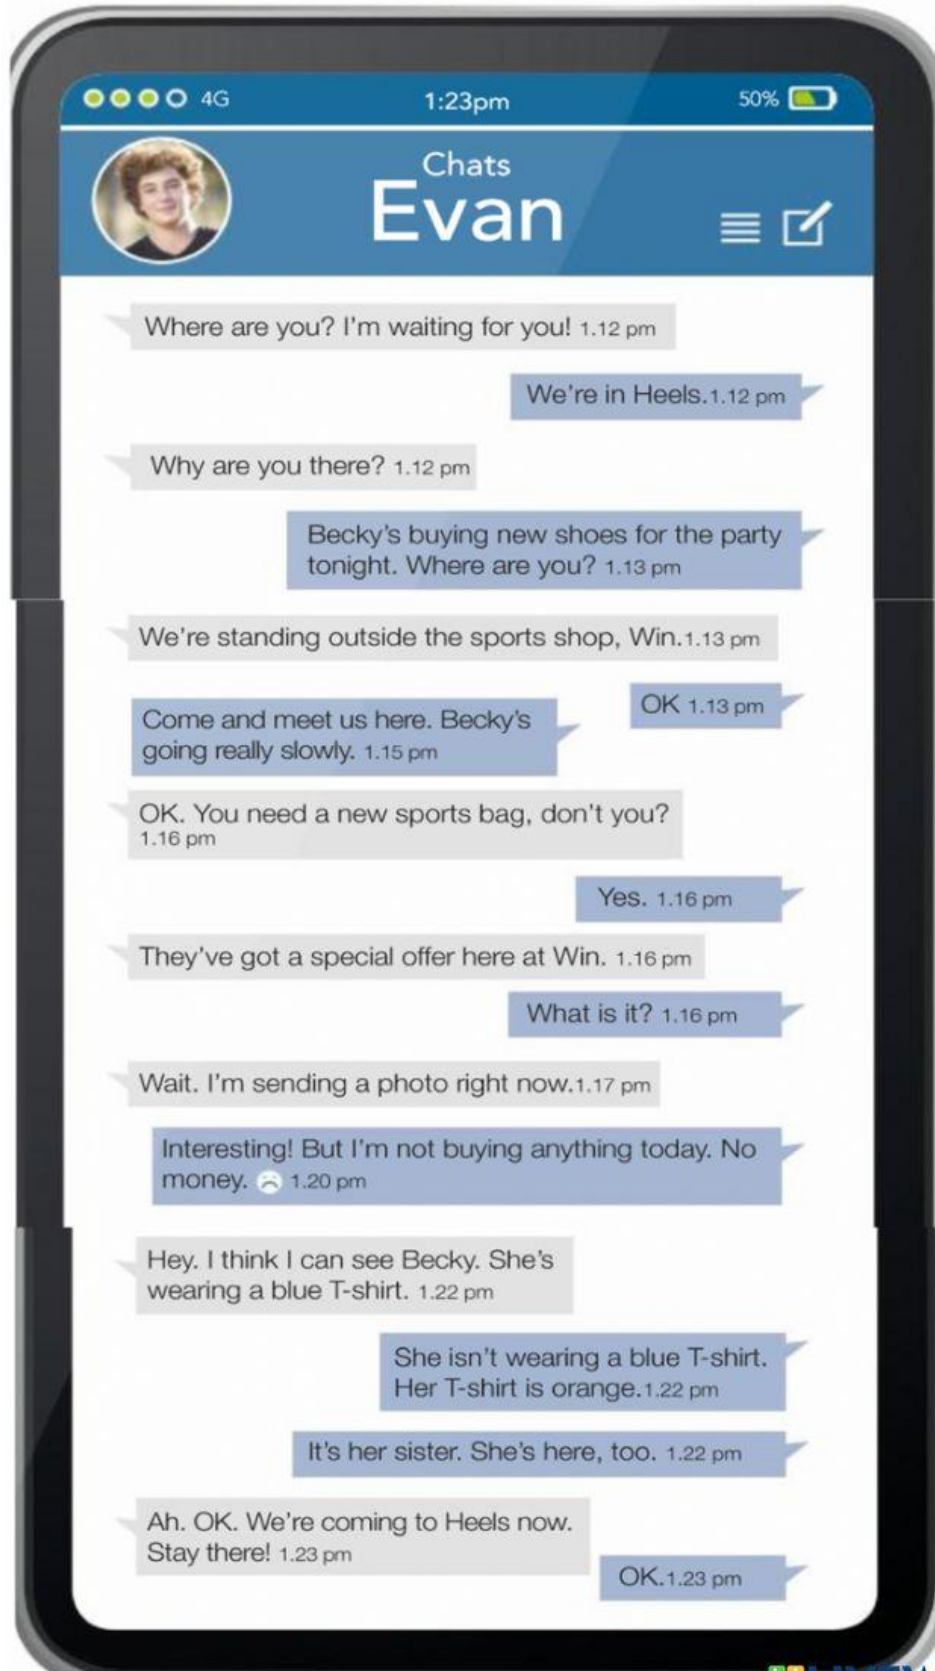 4G 1:23pm 50%
Chats
Evan
Where are you? I'm waiting for you! 1.12 pm
We're in Heels.1.12 pm
Why are you there? 1.12 pm
Becky's buying new shoes for the party
tonight. Where are you? 1.13 pm
We're standing outside the sports shop, Win.1.13 pm
OK 1.13 pm
Come and meet us here. Becky's
going really slowly. 1.15 pm
OK. You need a new sports bag, don't you?
1.16 pm
Yes. 1.16 pm
They've got a special offer here at Win. 1.16 pm
What is it? 1.16 pm
Wait. I'm sending a photo right now.1.17 pm
Interesting! But I'm not buying anything today. No
money. 1.20 pm
Hey. I think I can see Becky. She's
wearing a blue T-shirt. 1.22 pm
She isn't wearing a blue T-shirt.
Her T-shirt is orange.1.22 pm
It's her sister. She's here, too. 1.22 pm
Ah. OK. We're coming to Heels now.
Stay there! 1.23 pm
OK.1.23 pm